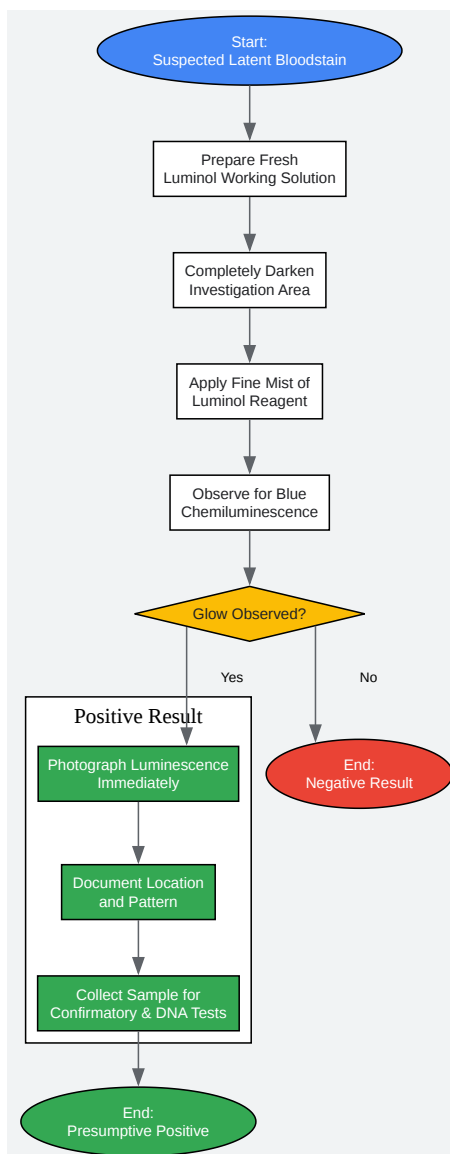 Start:
Suspected Latent Bloodstain
Prepare Fresh
Luminol Working Solution
Completely Darken
Investigation Area
Apply Fine Mist of
Luminol Reagent
Observe for Blue
Chemiluminescence
Glow Observed?
Yes
No
Positive Result
Photograph Luminescence
Immediately
End:
Negative Result
Document Location
and Pattern
Collect Sample for
Confirmatory & DNA Tests
End:
Presumptive Positive